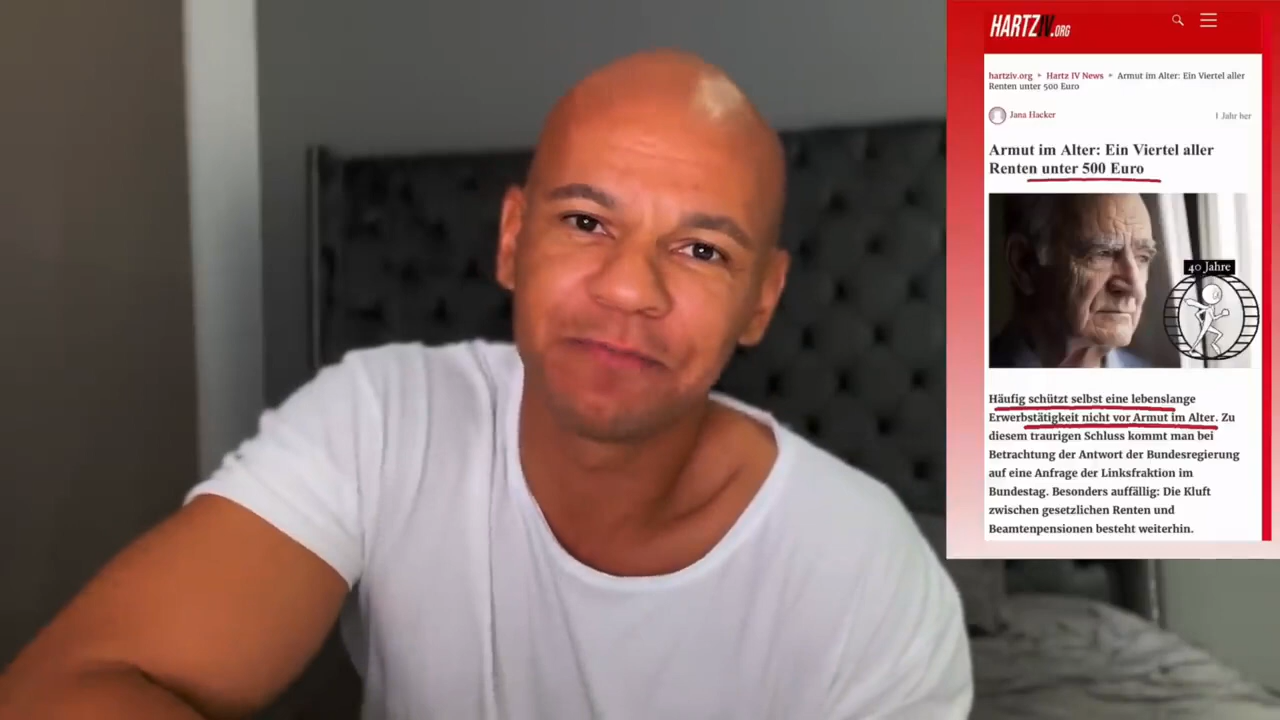 HARTZIV.ORG
hartziv.org ▸ Hartz IV News ▸ Armut im Alter: Ein Viertel aller
Renten unter 500 Euro
Jana Hacker
1 Jahr her
Armut im Alter: Ein Viertel aller
Renten unter 500 Euro
40 Jahre
Häufig schützt selbst eine lebenslange
Erwerbstätigkeit nicht vor Armut im Alter. Zu
diesem traurigen Schluss kommt man bei
Betrachtung der Antwort der Bundesregierung
auf eine Anfrage der Linksfraktion im
Bundestag. Besonders auffällig: Die Kluft
zwischen gesetzlichen Renten und
Beamtenpensionen besteht weiterhin.